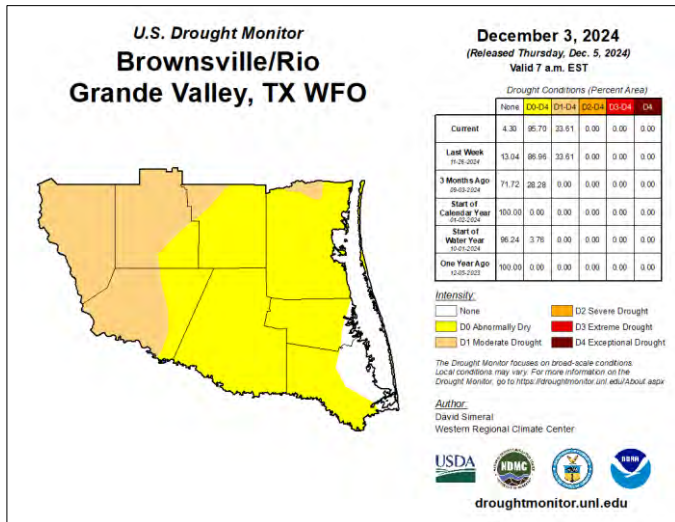 U.S. Drought Monitor
Brownsville/Rio
Grande Valley, TX WFO
December 3, 2024
(Released Thursday, Dec. 5, 2024)
Valid 7 a.m. EST
Drought Conditions (Percent Area)
None D0-D4 D1-D4 D2-D4 D3-D4 D4
Current 4.30 95.70 33.51 0.00 0.00 0.00
Last Week 11-26-2024 13.04 86.96 33.51 0.00 0.00 0.00
3 Months Ago 09-03-2024 71.72 28.28 0.00 0.00 0.00 0.00
Start of Calendar Year 01-02-2024 100.00 0.00 0.00 0.00 0.00 0.00
Start of Water Year 10-01-2024 96.24 3.76 0.00 0.00 0.00 0.00
One Year Ago 12-05-2023 100.00 0.00 0.00 0.00 0.00 0.00
Intensity:
None D2 Severe Drought
D0 Abnormally Dry D3 Extreme Drought
D1 Moderate Drought D4 Exceptional Drought
The Drought Monitor focuses on broad-scale conditions.
Local conditions may vary. For more information on the
Drought Monitor, go to https://droughtmonitor.unl.edu/About.aspx
Author:
David Simeral
Western Regional Climate Center
USDA NDMC NOAA
droughtmonitor.unl.edu